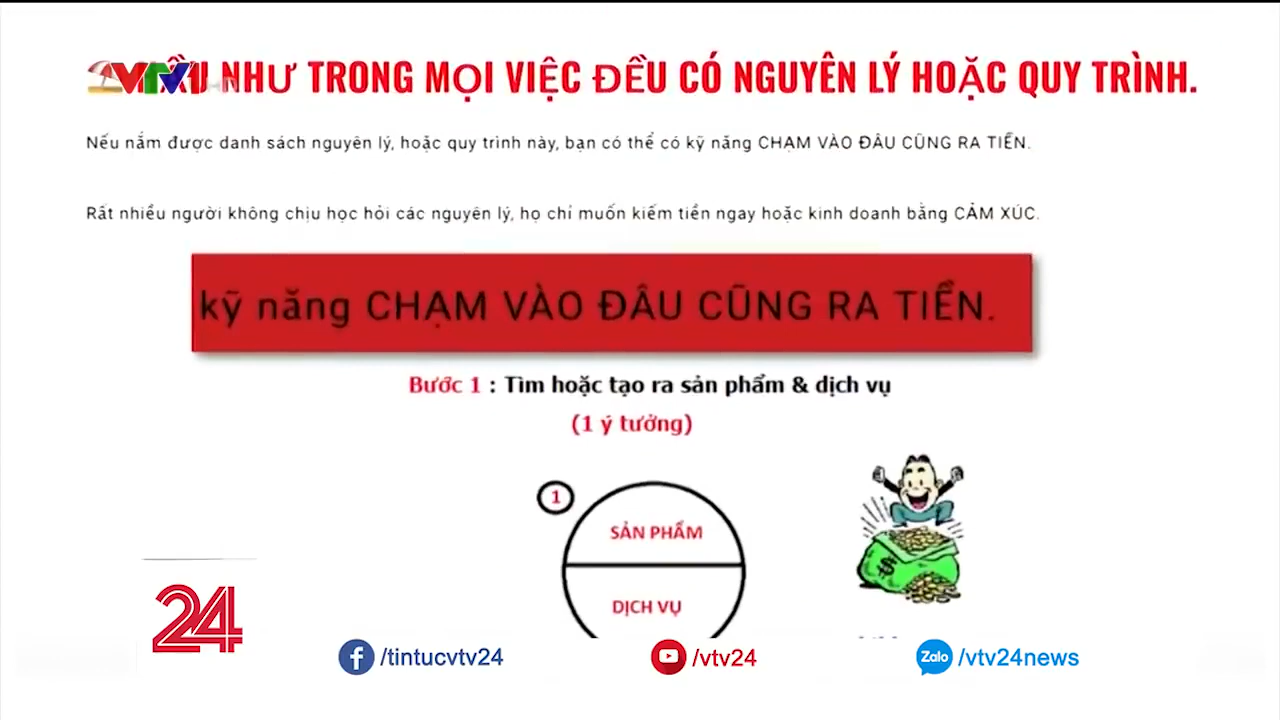 VTV1 NHƯ TRONG MỌI VIỆC ĐỀU CÓ NGUYÊN LÝ HOẶC QUY TRÌNH.
Nếu nắm được danh sách nguyên lý, hoặc quy trình này, bạn có thể có kỹ năng CHẠM VÀO ĐÂU CŨNG RA TIỀN.
Rất nhiều người không chịu học hỏi các nguyên lý, họ chỉ muốn kiếm tiền ngay hoặc kinh doanh bằng CẢM XÚC.
kỹ năng CHẠM VÀO ĐÂU CŨNG RA TIỀN.
Bước 1 : Tìm hoặc tạo ra sản phẩm & dịch vụ
(1 ý tưởng)
1
SẢN PHẨM
$
DỊCH VỤ
24
/tintucvtv24
/vtv24
Zalo /vtv24news